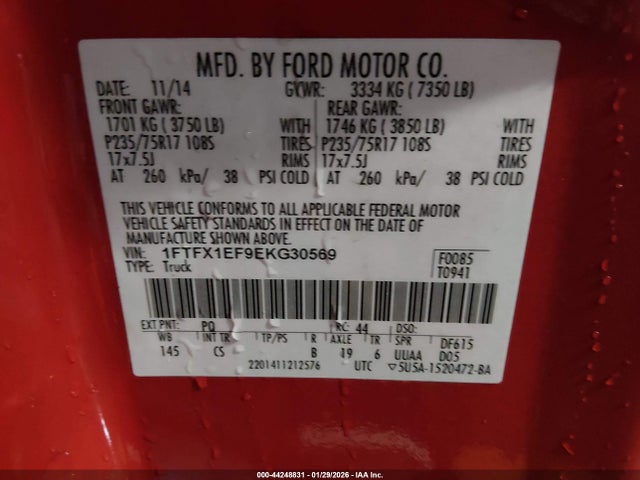 MFD. BY FORD MOTOR CO.
DATE: 11/14 GVWR: 3334 KG ( 7350 LB)
FRONT GAWR: REAR GAWR:
1701 KG ( 3750 LB) WITH 1746 KG ( 3850 LB) WITH
P235/75R17 108S TIRES P235/75R17 108S TIRES
17x7.5J RIMS 17x7.5J RIMS
AT 260 kPa/ 38 PSI COLD AT 260 kPa/ 38 PSI COLD
THIS VEHICLE CONFORMS TO ALL APPLICABLE FEDERAL MOTOR
VEHICLE SAFETY STANDARDS IN EFFECT ON THE DATE OF
MANUFACTURE SHOWN ABOVE.
VIN: 1FTFX1EF9EKG30569 F0085
TYPE: Truck T0941
EXT PNT: PQ RC: 44 DSO:
WB INT TR TP/PS R AXLE TR SPR DF615
145 CS B 19 6 UUAA D05
2201411212576 UTC ▽5U5A-1520472-BA
000-44248831 - 01/29/2026 - IAA Inc.